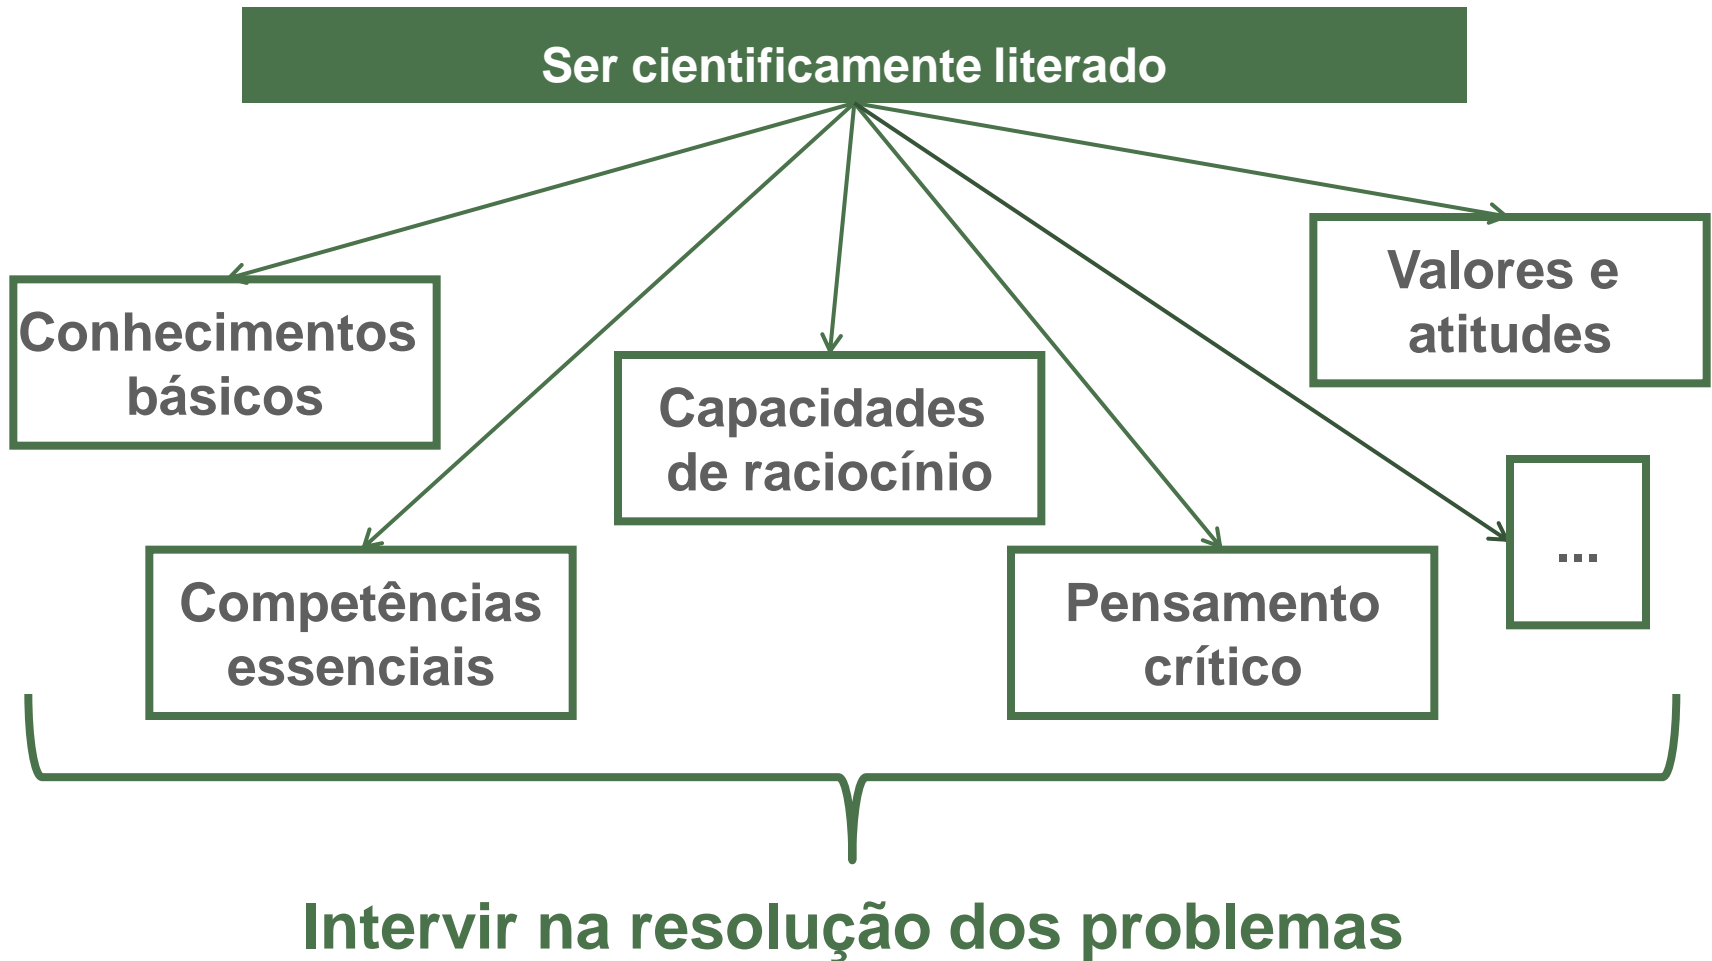 Ser cientificamente literado
Conhecimentos
básicos
Competências
essenciais
Capacidades
de raciocínio
Pensamento
crítico
Valores e
atitudes
...
Intervir na resolução dos problemas